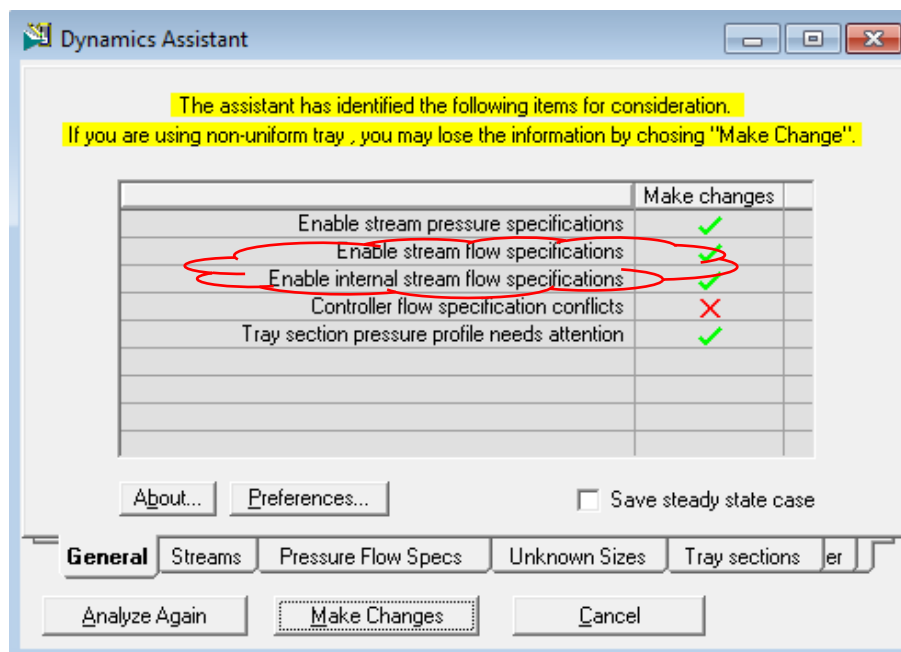 Dynamics Assistant
The assistant has identified the following items for consideration.
If you are using non-uniform tray , you may lose the information by chosing "Make Change".
Make changes
Enable stream pressure specifications
Enable stream flow specifications
Enable internal stream flow specifications
Controller flow specification conflicts
Tray section pressure profile needs attention
About... Preferences... Save steady state case
General Streams Pressure Flow Specs Unknown Sizes Tray sections er
Analyze Again Make Changes Cancel